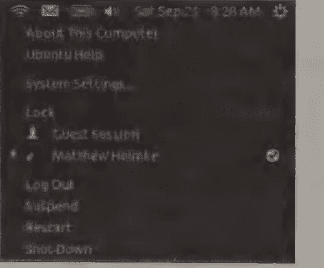 Sat Sep 21 9:28 AM
About This Computer
Ubuntu Help
System Settings...
Lock
Guest Session
Matthew Helmke
Log Out
Suspend
Restart
Shut Down